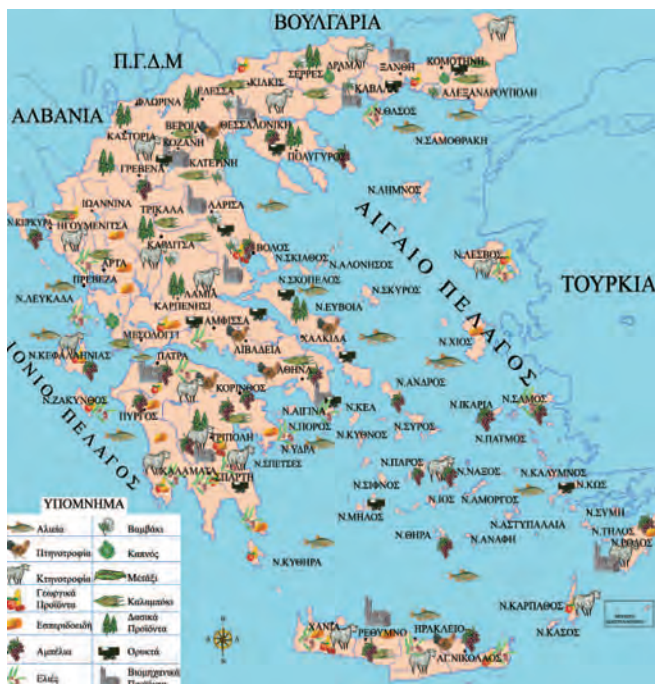 ΒΟΥΛΓΑΡΙΑ
Π.Γ.Δ.Μ
ΑΛΒΑΝΙΑ
ΤΟΥΡΚΙΑ
ΑΙΓΑΙΟ ΠΕΛΑΓΟΣ
ΙΟΝΙΟ ΠΕΛΑΓΟΣ
ΚΟΜΟΤΗΝΗ
ΞΑΝΘΗ
ΔΡΑΜΑ
ΣΕΡΡΕΣ
ΚΙΛΚΙΣ
ΕΔΕΣΣΑ
ΦΛΩΡΙΝΑ
ΚΑΒΑΛΑ
ΑΛΕΞΑΝΔΡΟΥΠΟΛΗ
Ν.ΘΑΣΟΣ
Ν.ΣΑΜΟΘΡΑΚΗ
ΘΕΣΣΑΛΟΝΙΚΗ
ΒΕΡΟΙΑ
ΚΑΣΤΟΡΙΑ
ΚΟΖΑΝΗ
ΚΑΤΕΡΙΝΗ
ΠΟΛΥΓΥΡΟΣ
ΓΡΕΒΕΝΑ
Ν.ΛΗΜΝΟΣ
ΙΩΑΝΝΙΝΑ
ΤΡΙΚΑΛΑ
ΛΑΡΙΣΑ
Ν.ΚΕΡΚΥΡΑ
ΗΓΟΥΜΕΝΙΤΣΑ
ΚΑΡΔΙΤΣΑ
ΒΟΛΟΣ
Ν.ΣΚΙΑΘΟΣ
Ν.ΑΛΟΝΗΣΟΣ
Ν.ΛΕΣΒΟΣ
ΑΡΤΑ
ΠΡΕΒΕΖΑ
Ν.ΣΚΟΠΕΛΟΣ
Ν.ΣΚΥΡΟΣ
Ν.ΛΕΥΚΑΔΑ
ΛΑΜΙΑ
ΚΑΡΠΕΝΗΣΙ
Ν.ΕΥΒΟΙΑ
ΑΜΦΙΣΣΑ
ΜΕΣΟΛΟΓΓΙ
ΧΑΛΚΙΔΑ
ΛΙΒΑΔΕΙΑ
Ν.ΧΙΟΣ
Ν.ΚΕΦΑΛΛΗΝΙΑΣ
ΠΑΤΡΑ
ΑΘΗΝΑ
ΚΟΡΙΝΘΟΣ
Ν.ΑΝΔΡΟΣ
Ν.ΖΑΚΥΝΘΟΣ
ΠΥΡΓΟΣ
Ν.ΑΙΓΙΝΑ
Ν.ΚΕΑ
Ν.ΙΚΑΡΙΑ
Ν.ΣΑΜΟΣ
Ν.ΠΟΡΟΣ
Ν.ΣΥΡΟΣ
Ν.ΚΥΘΝΟΣ
Ν.ΠΑΤΜΟΣ
ΤΡΙΠΟΛΗ
Ν.ΥΔΡΑ
Ν.ΣΠΕΤΣΕΣ
ΚΑΛΑΜΑΤΑ
ΣΠΑΡΤΗ
Ν.ΠΑΡΟΣ
Ν.ΝΑΞΟΣ
Ν.ΚΑΛΥΜΝΟΣ
Ν.ΣΙΦΝΟΣ
Ν.ΙΟΣ
Ν.ΑΜΟΡΓΟΣ
Ν.ΚΩΣ
Ν.ΜΗΛΟΣ
Ν.ΑΣΤΥΠΑΛΑΙΑ
Ν.ΣΥΜΗ
Ν.ΘΗΡΑ
Ν.ΑΝΑΦΗ
Ν.ΤΗΛΟΣ
Ν.ΡΟΔΟΣ
Ν.ΚΥΘΗΡΑ
Ν.ΚΑΡΠΑΘΟΣ
Ν.ΚΑΣΟΣ
ΧΑΝΙΑ
ΡΕΘΥΜΝΟ
ΗΡΑΚΛΕΙΟ
ΑΓ.ΝΙΚΟΛΑΟΣ
ΥΠΟΜΝΗΜΑ
Αλιεία
Βαμβάκι
Πτηνοτροφία
Καπνός
Κτηνοτροφία
Μετάξι
Γεωργικά
Προϊόντα
Καλαμπόκι
Εσπεριδοειδή
Δασικά
Προϊόντα
Αμπέλια
Ορυκτά
Ελιές
Βιομηχανικά
Προϊόντα